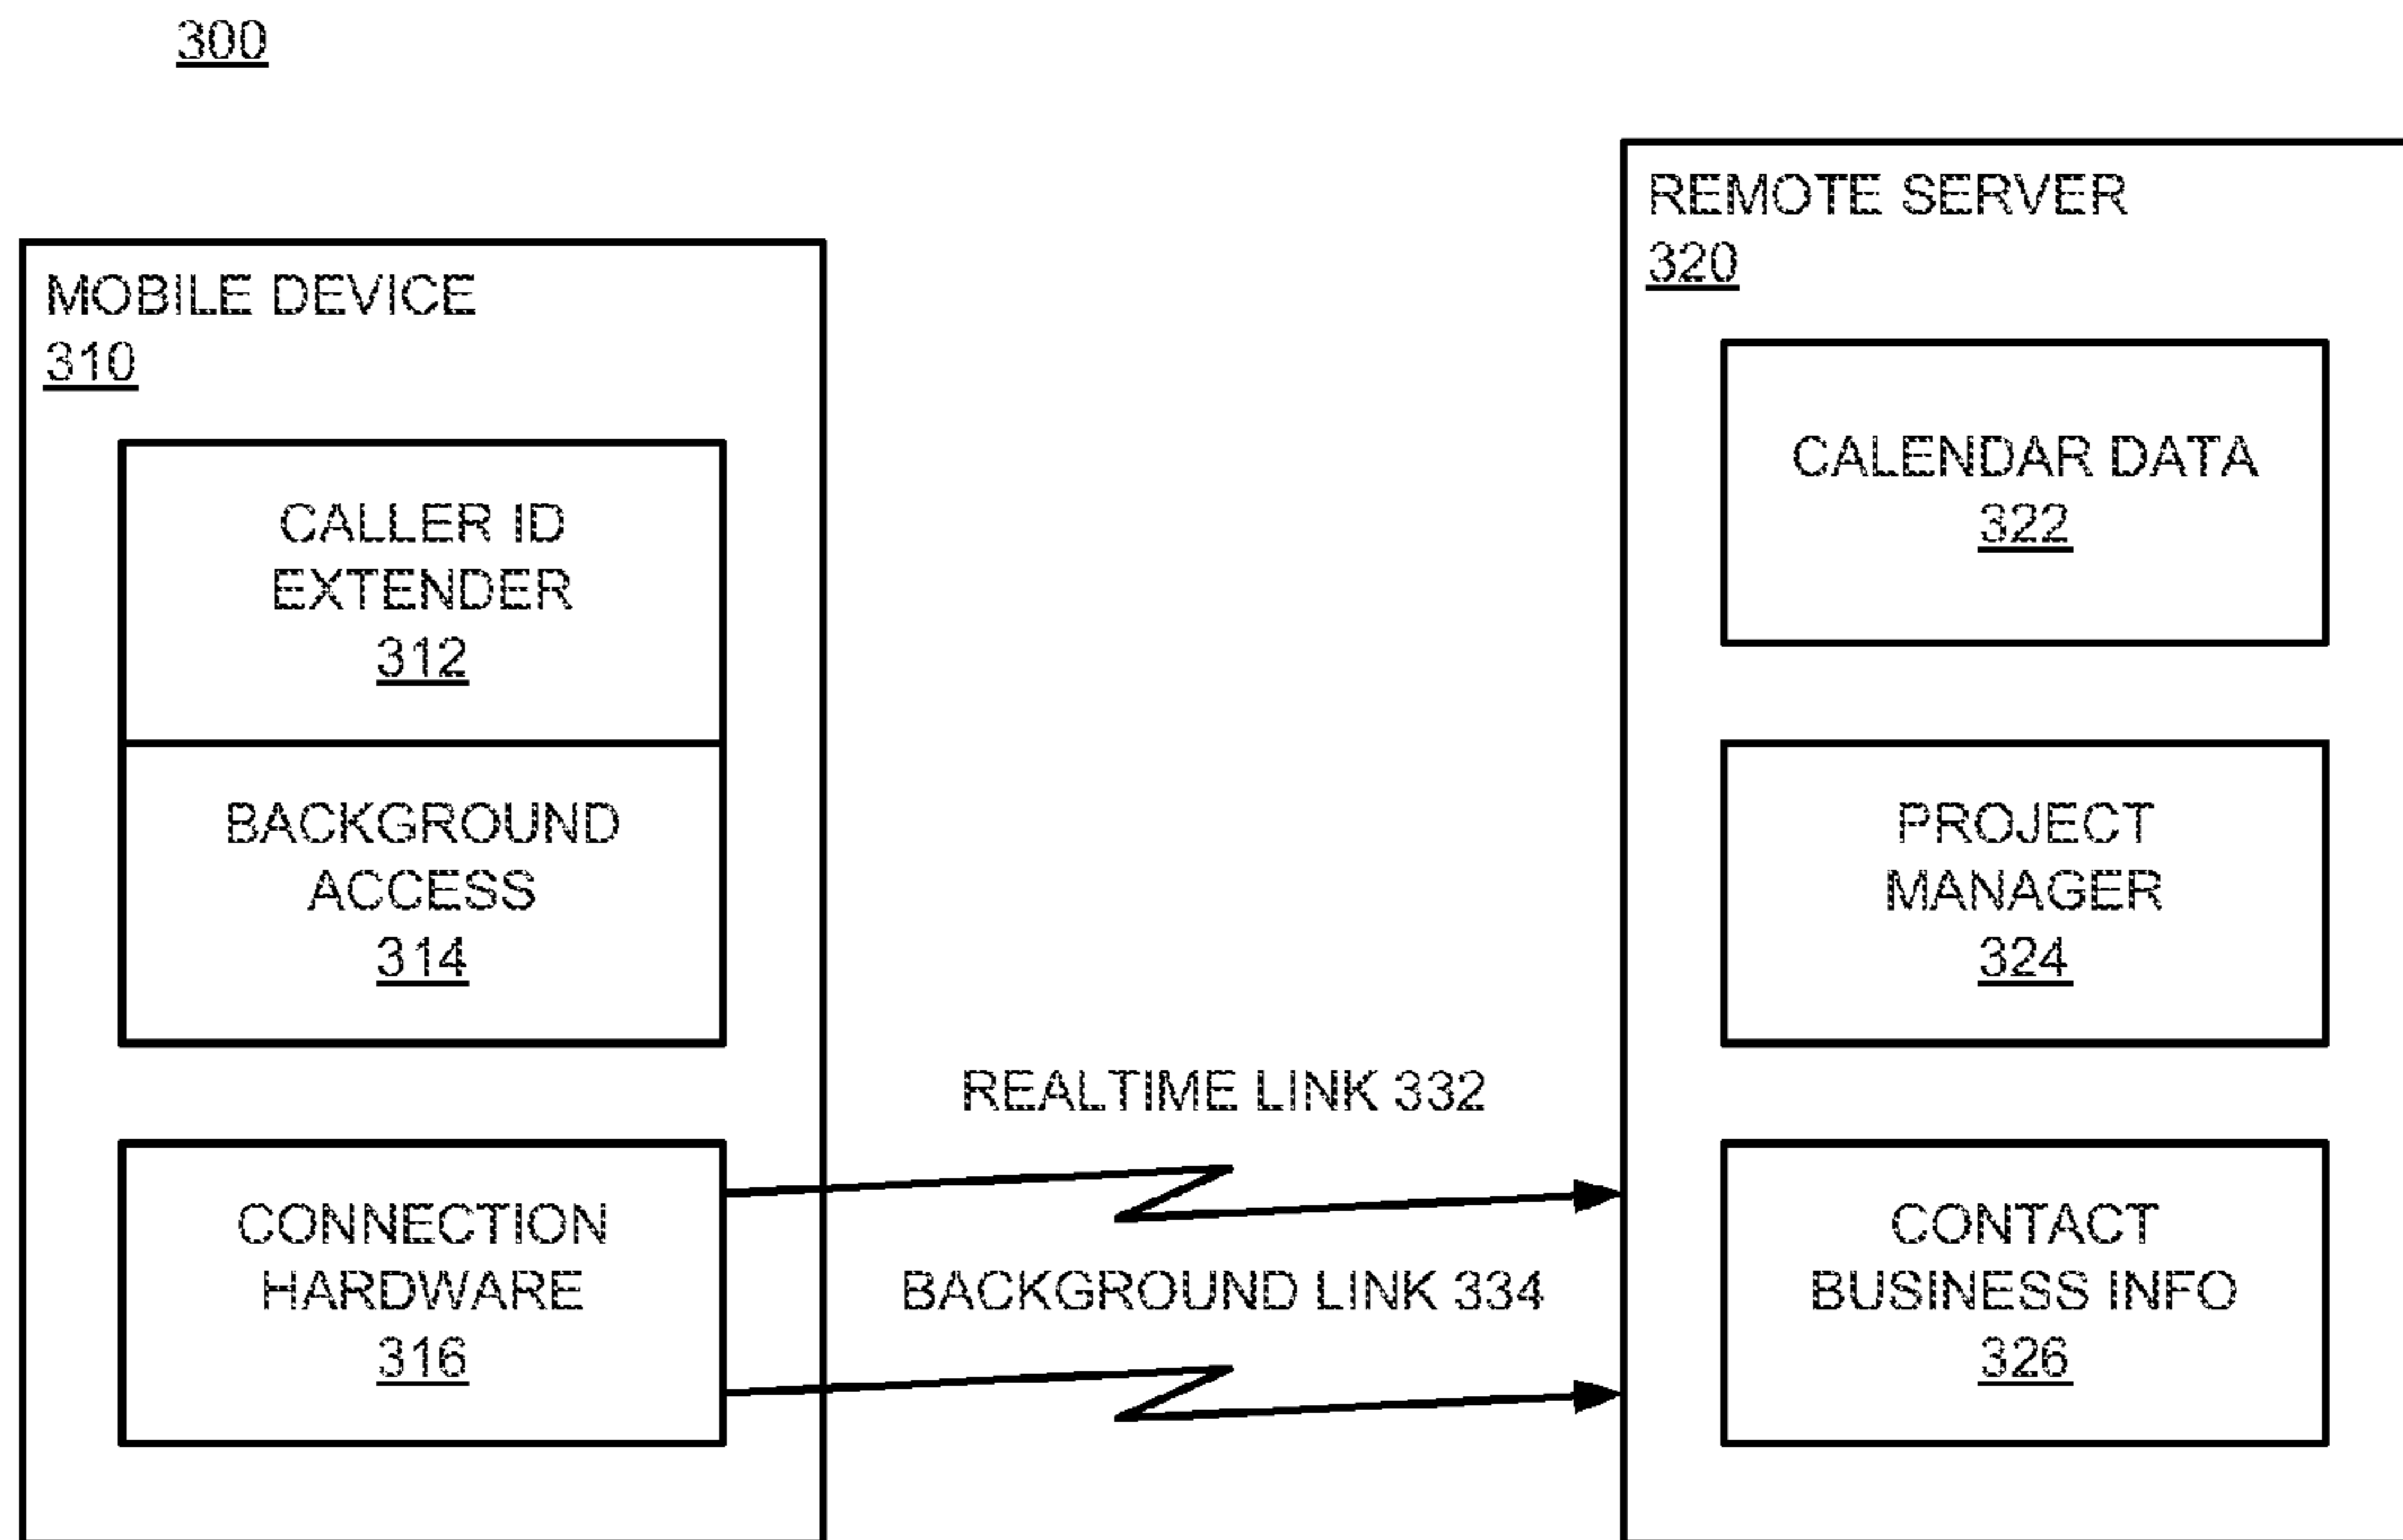 300
MOBILE DEVICE
310
CALLER ID
EXTENDER
312
BACKGROUND
ACCESS
314
CONNECTION
HARDWARE
316
REALTIME LINK 332
BACKGROUND LINK 334
REMOTE SERVER
320
CALENDAR DATA
322
PROJECT
MANAGER
324
CONTACT
BUSINESS INFO
326